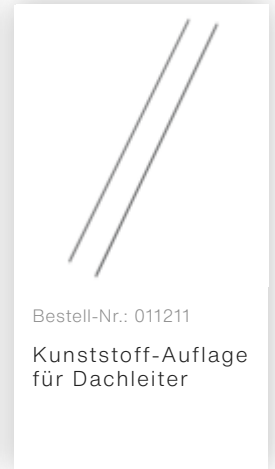 Bestell-Nr.: 011211
Kunststoff-Auflage
für Dachleiter